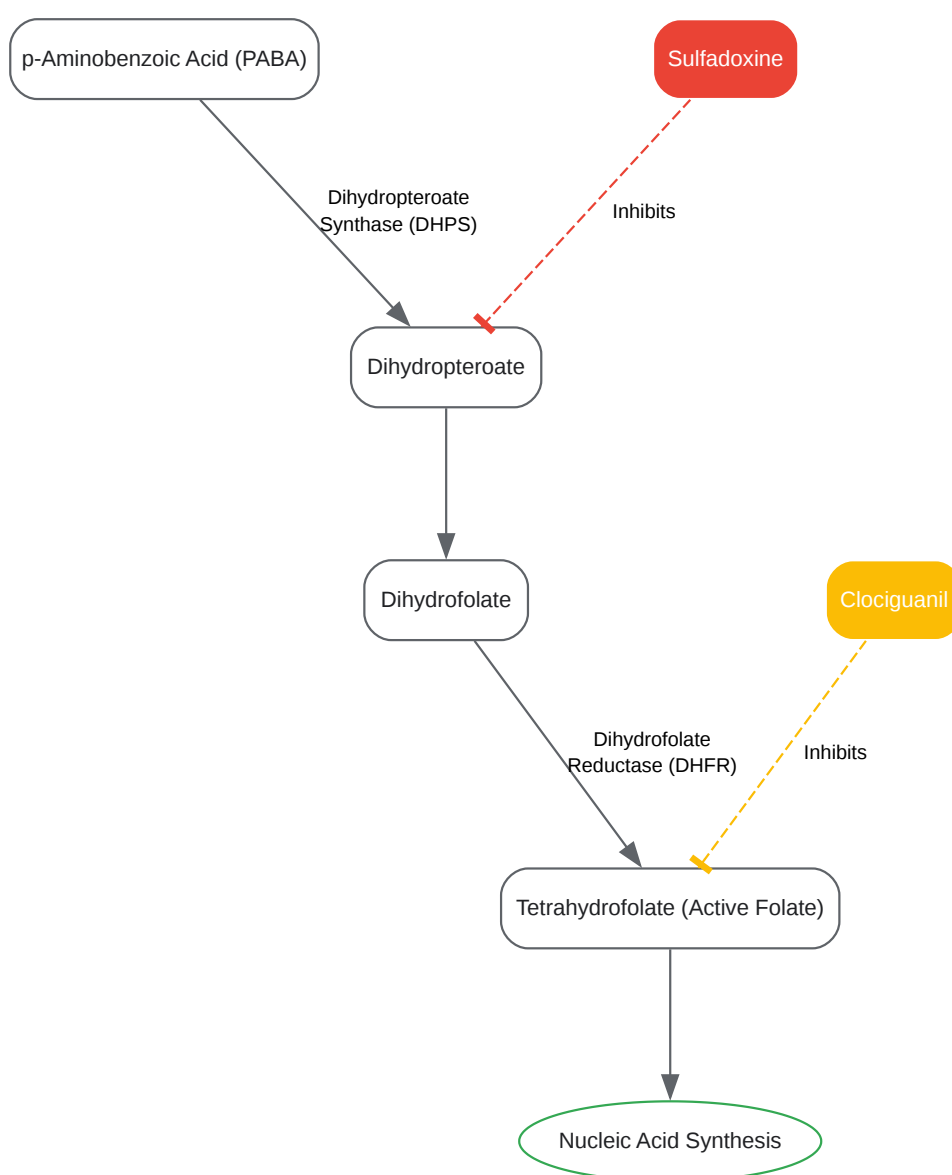 p-Aminobenzoic Acid (PABA)
Sulfadoxine
Dihydropteroate
Synthase (DHPS)
Inhibits
Dihydropteroate
Dihydrofolate
Clociguanil
Dihydrofolate
Reductase (DHFR)
Inhibits
Tetrahydrofolate (Active Folate)
Nucleic Acid Synthesis